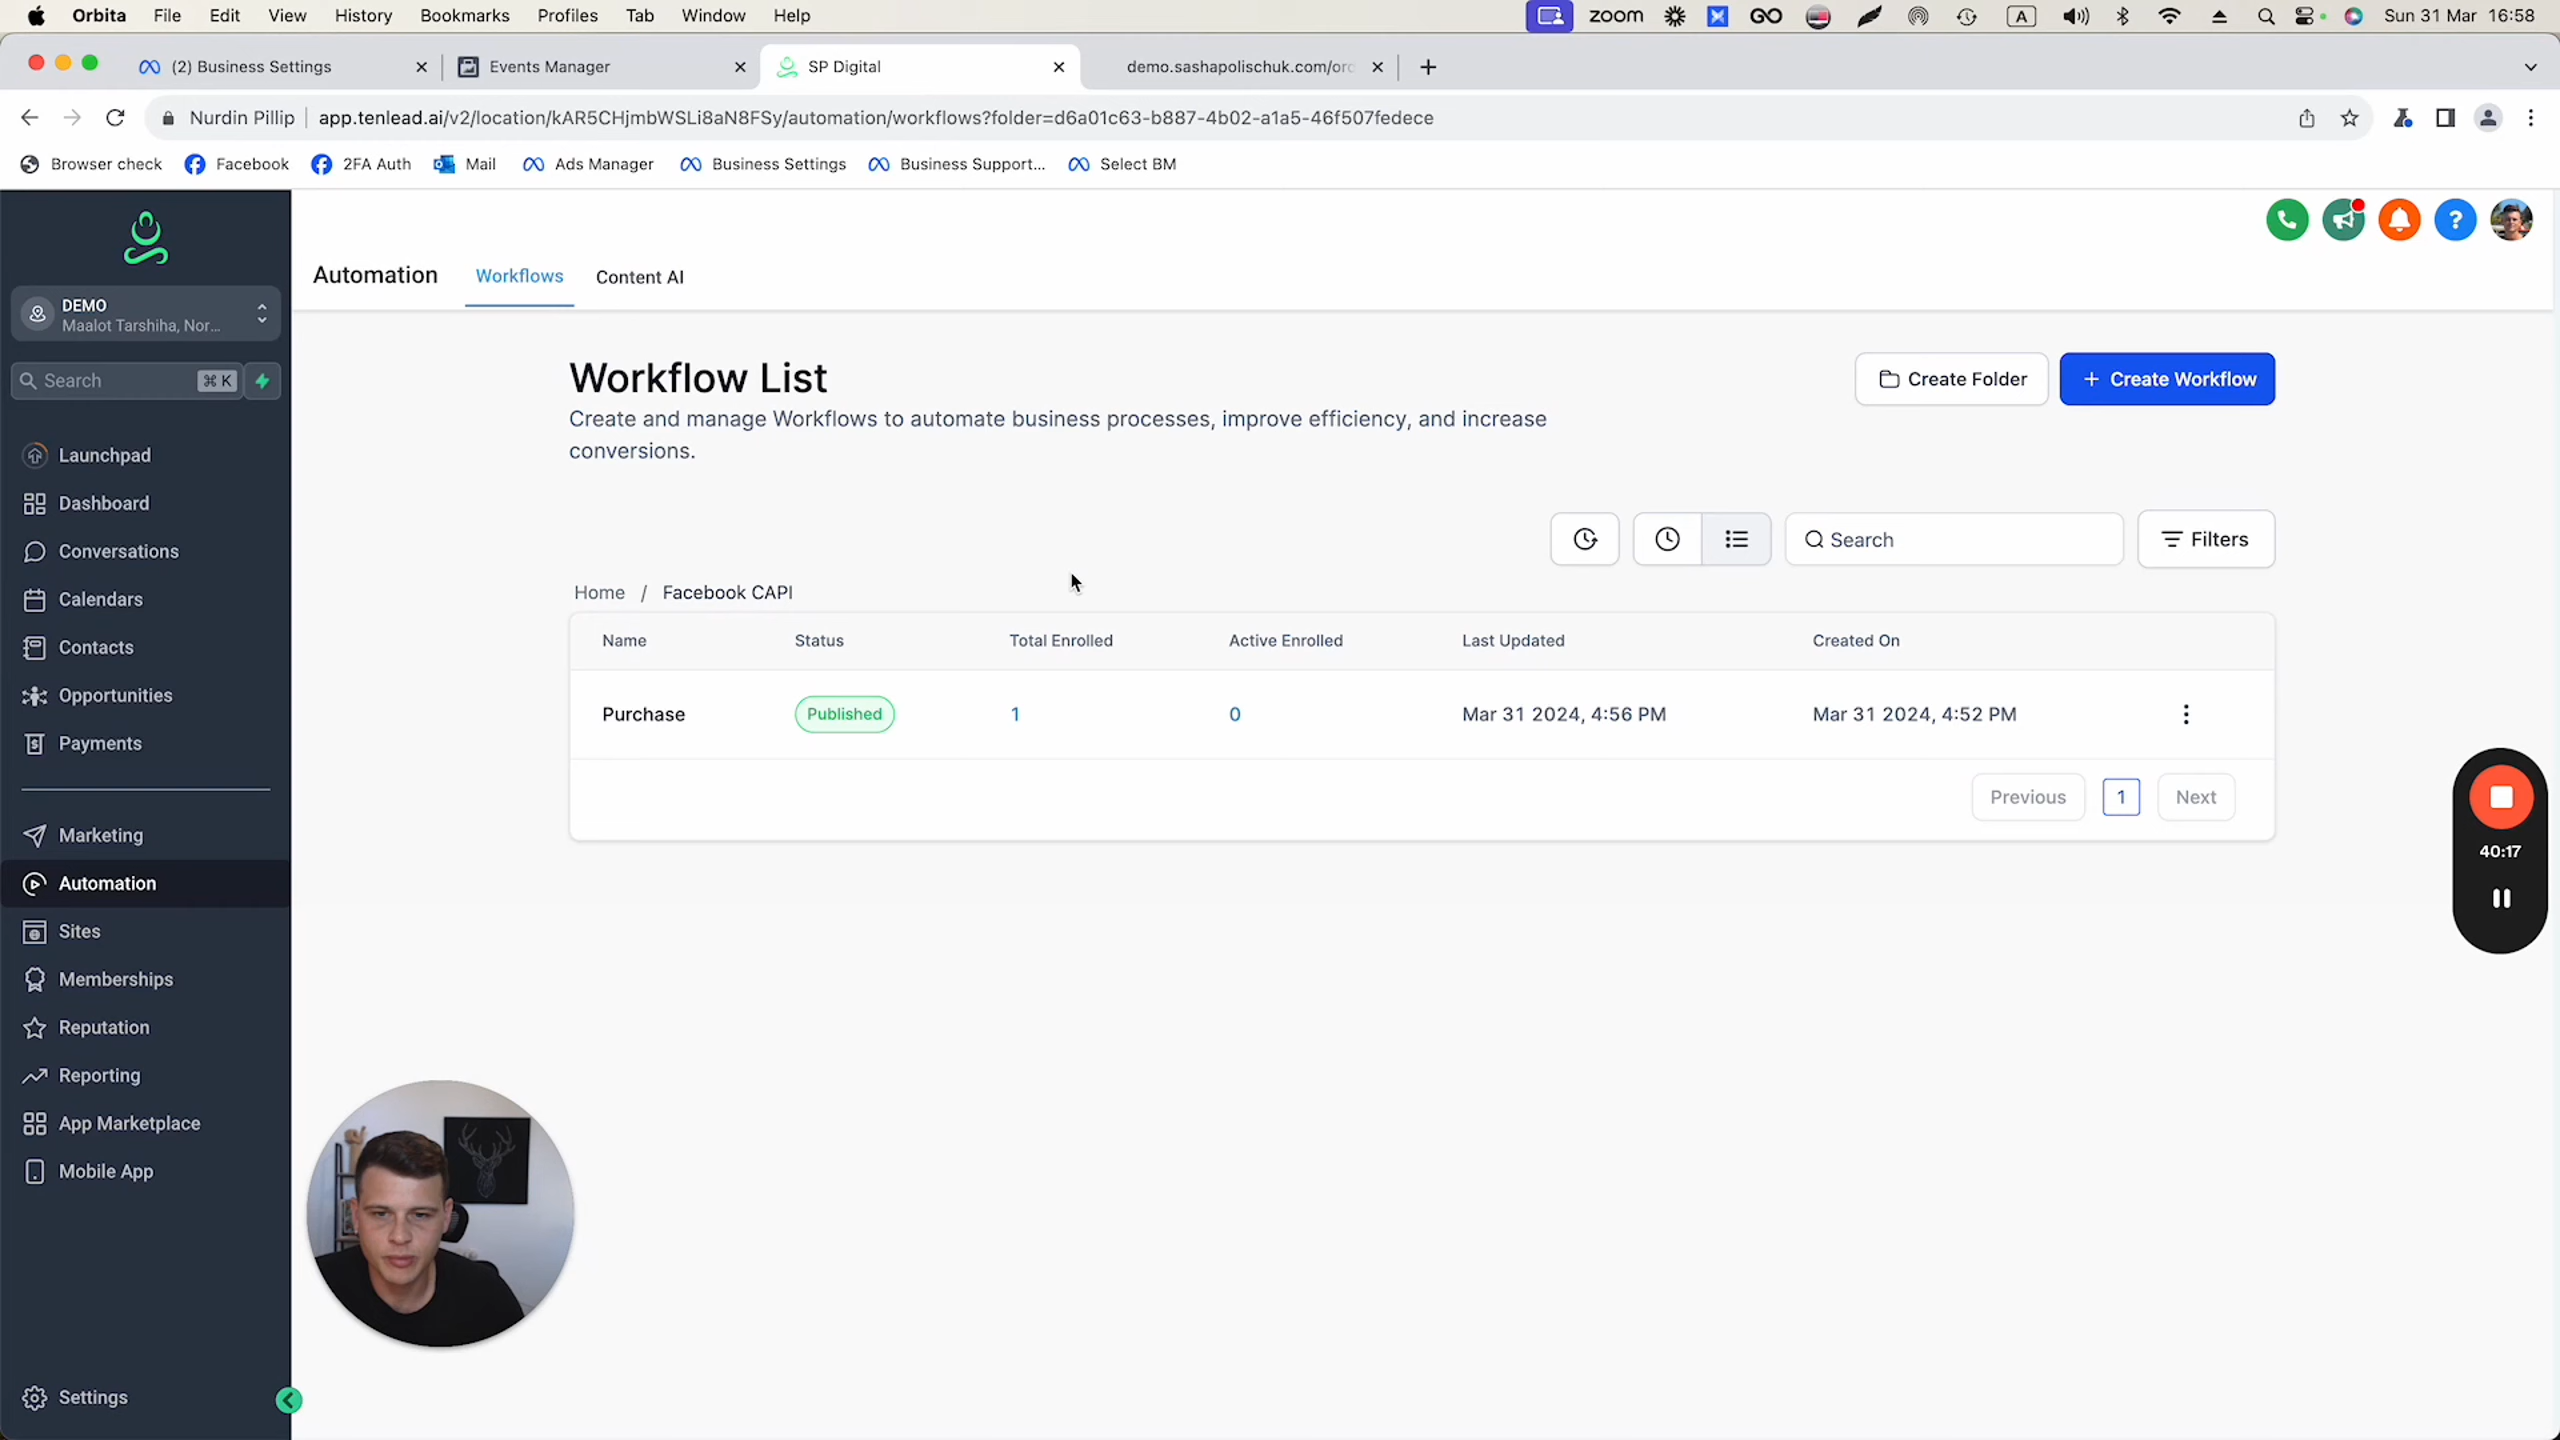 Orbita File Edit View History Bookmarks Profiles Tab Window Help zoom A Sun 31 Mar 16:58
(2) Business Settings Events Manager SP Digital demo.sashapolischuk.com/orc
Nurdin Pillip app.tenlead.ai/v2/location/kAR5CHjmbWSLi8aN8FSy/automation/workflows?folder=d6a01c63-b887-4b02-a1a5-46f507fedece
Browser check Facebook 2FA Auth Mail Ads Manager Business Settings Business Support... Select BM
DEMO
Maalot Tarshiha, Nor...
Search ⌘ K
Launchpad
Dashboard
Conversations
Calendars
Contacts
Opportunities
Payments
Marketing
Automation
Sites
Memberships
Reputation
Reporting
App Marketplace
Mobile App
Settings
Automation Workflows Content AI
Workflow List
Create and manage Workflows to automate business processes, improve efficiency, and increase
conversions.
Create Folder + Create Workflow
Search Filters
Home / Facebook CAPI
Name Status Total Enrolled Active Enrolled Last Updated Created On
Purchase Published 1 0 Mar 31 2024, 4:56 PM Mar 31 2024, 4:52 PM
Previous 1 Next
40:17